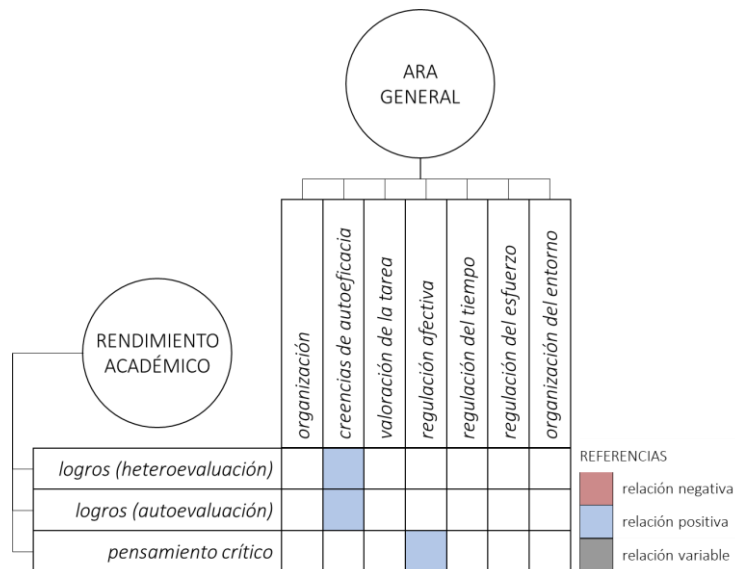 ARA
GENERAL
organización
creencias de autoeficacia
valoración de la tarea
regulación afectiva
regulación del tiempo
regulación del esfuerzo
organización del entorno
RENDIMIENTO
ACADÉMICO
logros (heteroevaluación)
logros (autoevaluación)
pensamiento crítico
REFERENCIAS
relación negativa
relación positiva
relación variable